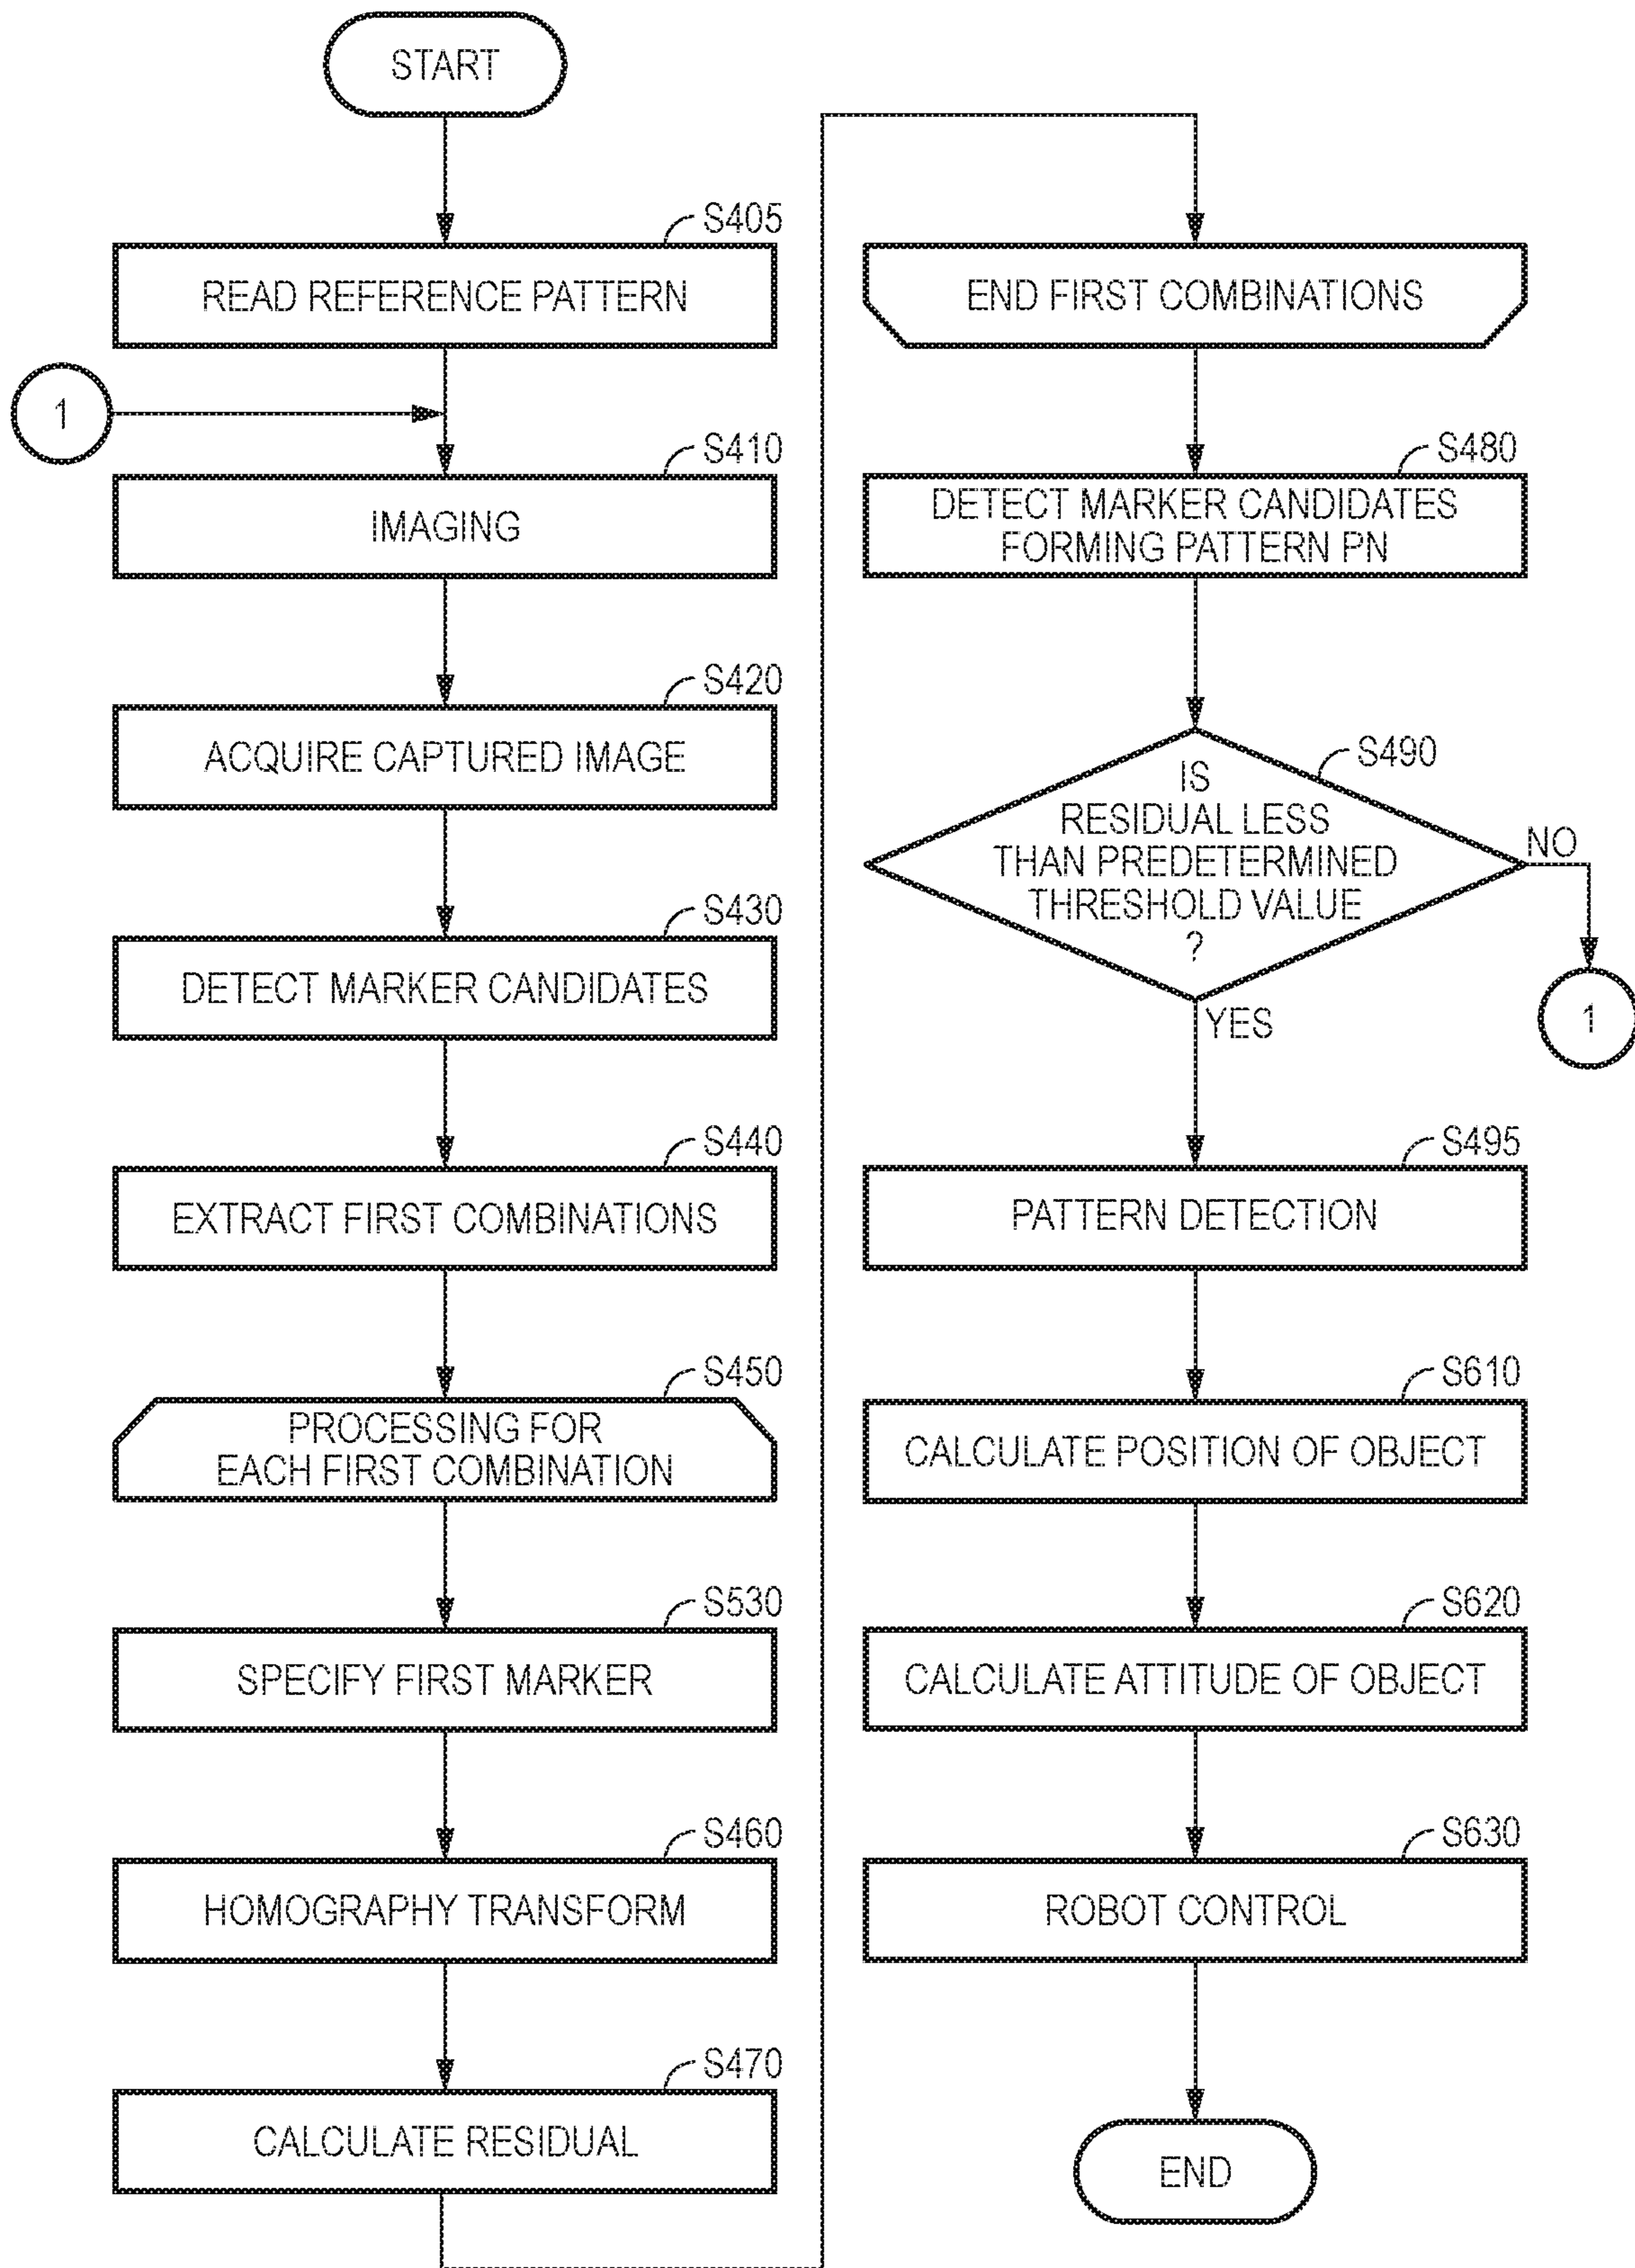 START
S405
READ REFERENCE PATTERN
1
S410
IMAGING
S420
ACQUIRE CAPTURED IMAGE
S430
DETECT MARKER CANDIDATES
S440
EXTRACT FIRST COMBINATIONS
S450
PROCESSING FOR
EACH FIRST COMBINATION
S530
SPECIFY FIRST MARKER
S460
HOMOGRAPHY TRANSFORM
S470
CALCULATE RESIDUAL
END FIRST COMBINATIONS
S480
DETECT MARKER CANDIDATES
FORMING PATTERN PN
S490
IS
RESIDUAL LESS
THAN PREDETERMINED
THRESHOLD VALUE
?
NO
1
YES
S495
PATTERN DETECTION
S610
CALCULATE POSITION OF OBJECT
S620
CALCULATE ATTITUDE OF OBJECT
S630
ROBOT CONTROL
END